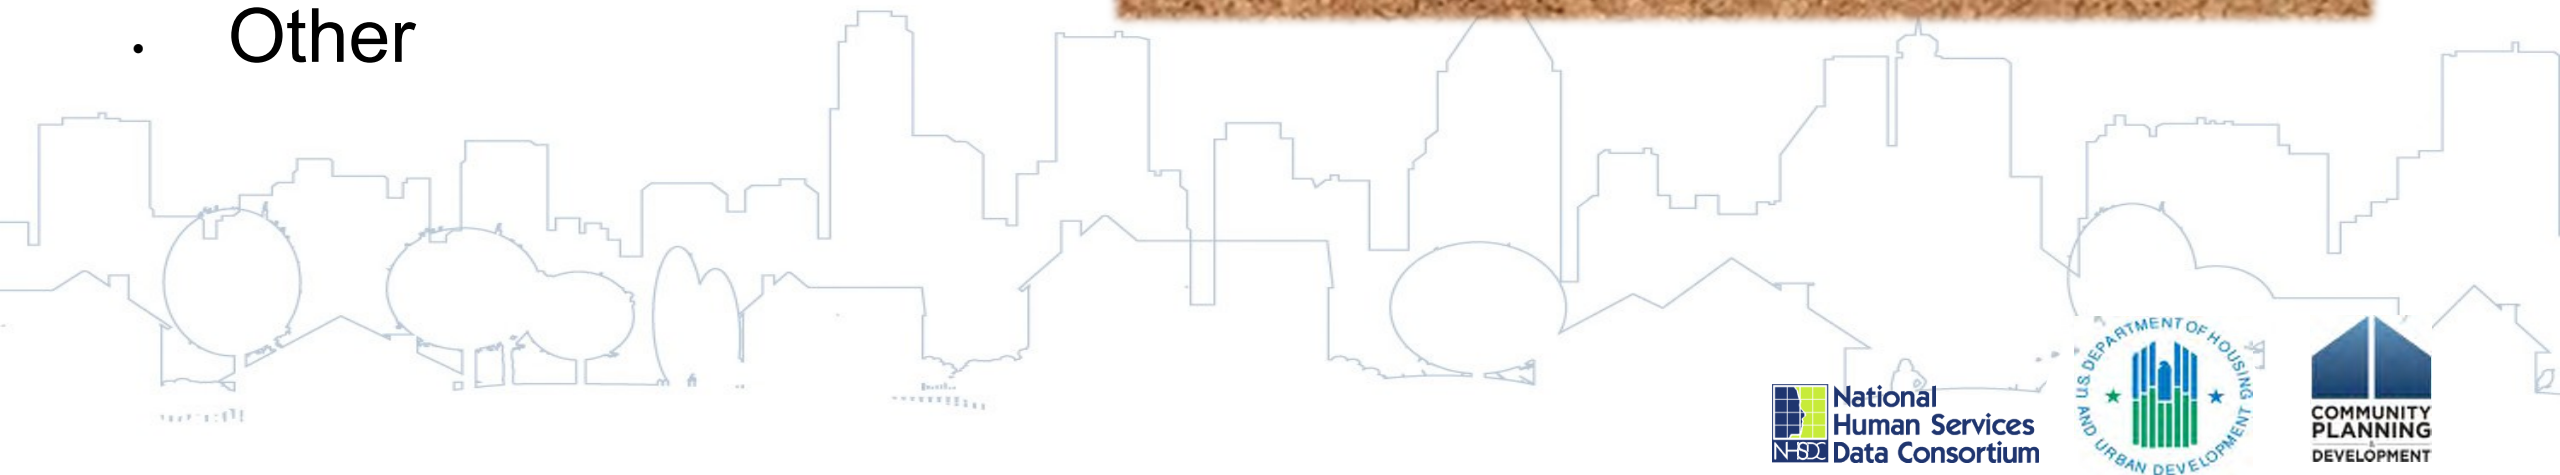 • Other
U.S. DEPARTMENT OF HOUSING
AND URBAN DEVELOPMENT
National
Human Services
NHSDC Data Consortium
COMMUNITY
PLANNING
&
DEVELOPMENT